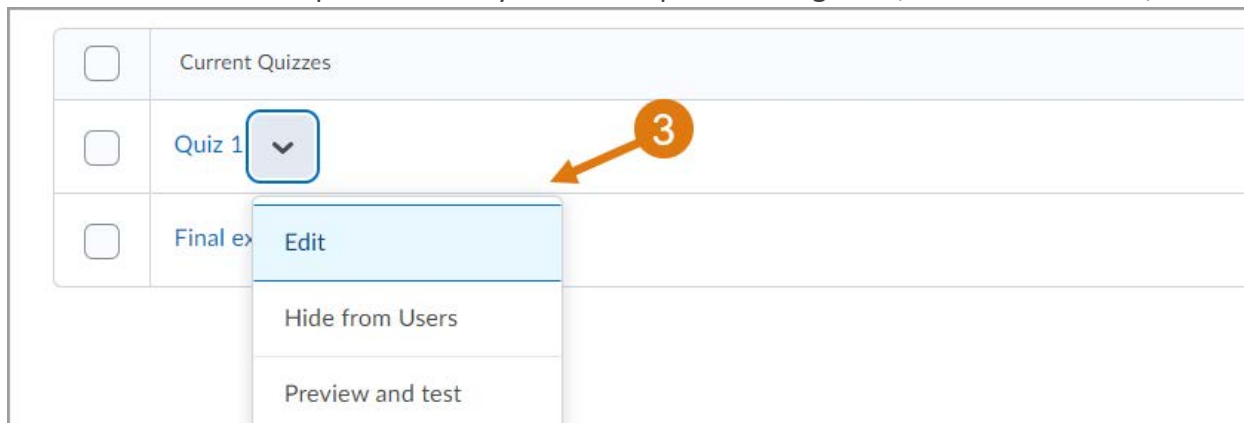 Current Quizzes
Quiz 1
3
Final ex
Edit
Hide from Users
Preview and test